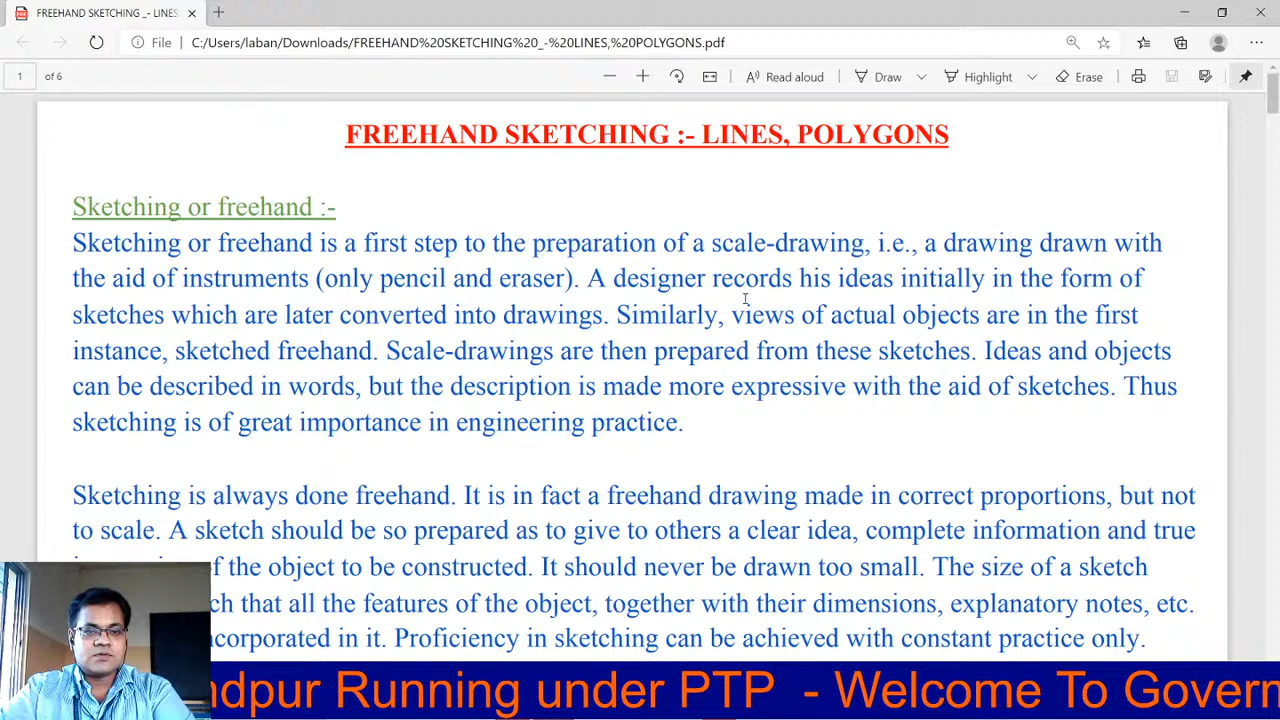 FREEHAND SKETCHING _- LINES
File
C:/Users/laban/Downloads/FREEHAND%20SKETCHING%20_-%20LINES,%20POLYGONS.pdf
1 of 6
Read aloud
Draw
Highlight
Erase
FREEHAND SKETCHING :- LINES, POLYGONS
Sketching or freehand :-
Sketching or freehand is a first step to the preparation of a scale-drawing, i.e., a drawing drawn with
the aid of instruments (only pencil and eraser). A designer records his ideas initially in the form of
sketches which are later converted into drawings. Similarly, views of actual objects are in the first
instance, sketched freehand. Scale-drawings are then prepared from these sketches. Ideas and objects
can be described in words, but the description is made more expressive with the aid of sketches. Thus
sketching is of great importance in engineering practice.
Sketching is always done freehand. It is in fact a freehand drawing made in correct proportions, but not
to scale. A sketch should be so prepared as to give to others a clear idea, complete information and true
f the object to be constructed. It should never be drawn too small. The size of a sketch
ch that all the features of the object, together with their dimensions, explanatory notes, etc.
ncorporated in it. Proficiency in sketching can be achieved with constant practice only.
ndpur Running under PTP - Welcome To Govern